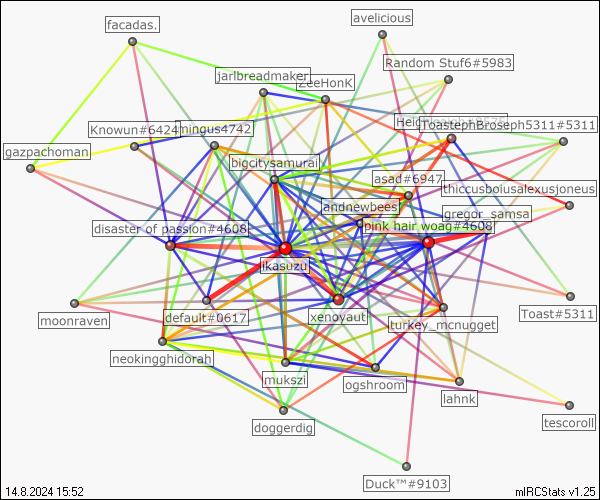 avelicious
facadas.
Random Stuf6#5983
jarlbreadmaker
ZeeHonK
Knowun#6424
mingus4742
ToastephBroseph5311#5311
gazpachoman
bigcitysamurai
asad#6947
thiccusboiusalexusjoneus
andnewbees
gregor_samsa
disaster of passion#4608
pink hair woag#4608
ikasuzu
moonraven
default#0617
xenoyaut
turkey_mcnugget
Toast#5311
neokingghidorah
mukszi
ogshroom
lahnk
doggerdig
tescoroll
Duck™#9103
14.8.2024 15:52
mIRCStats v1.25